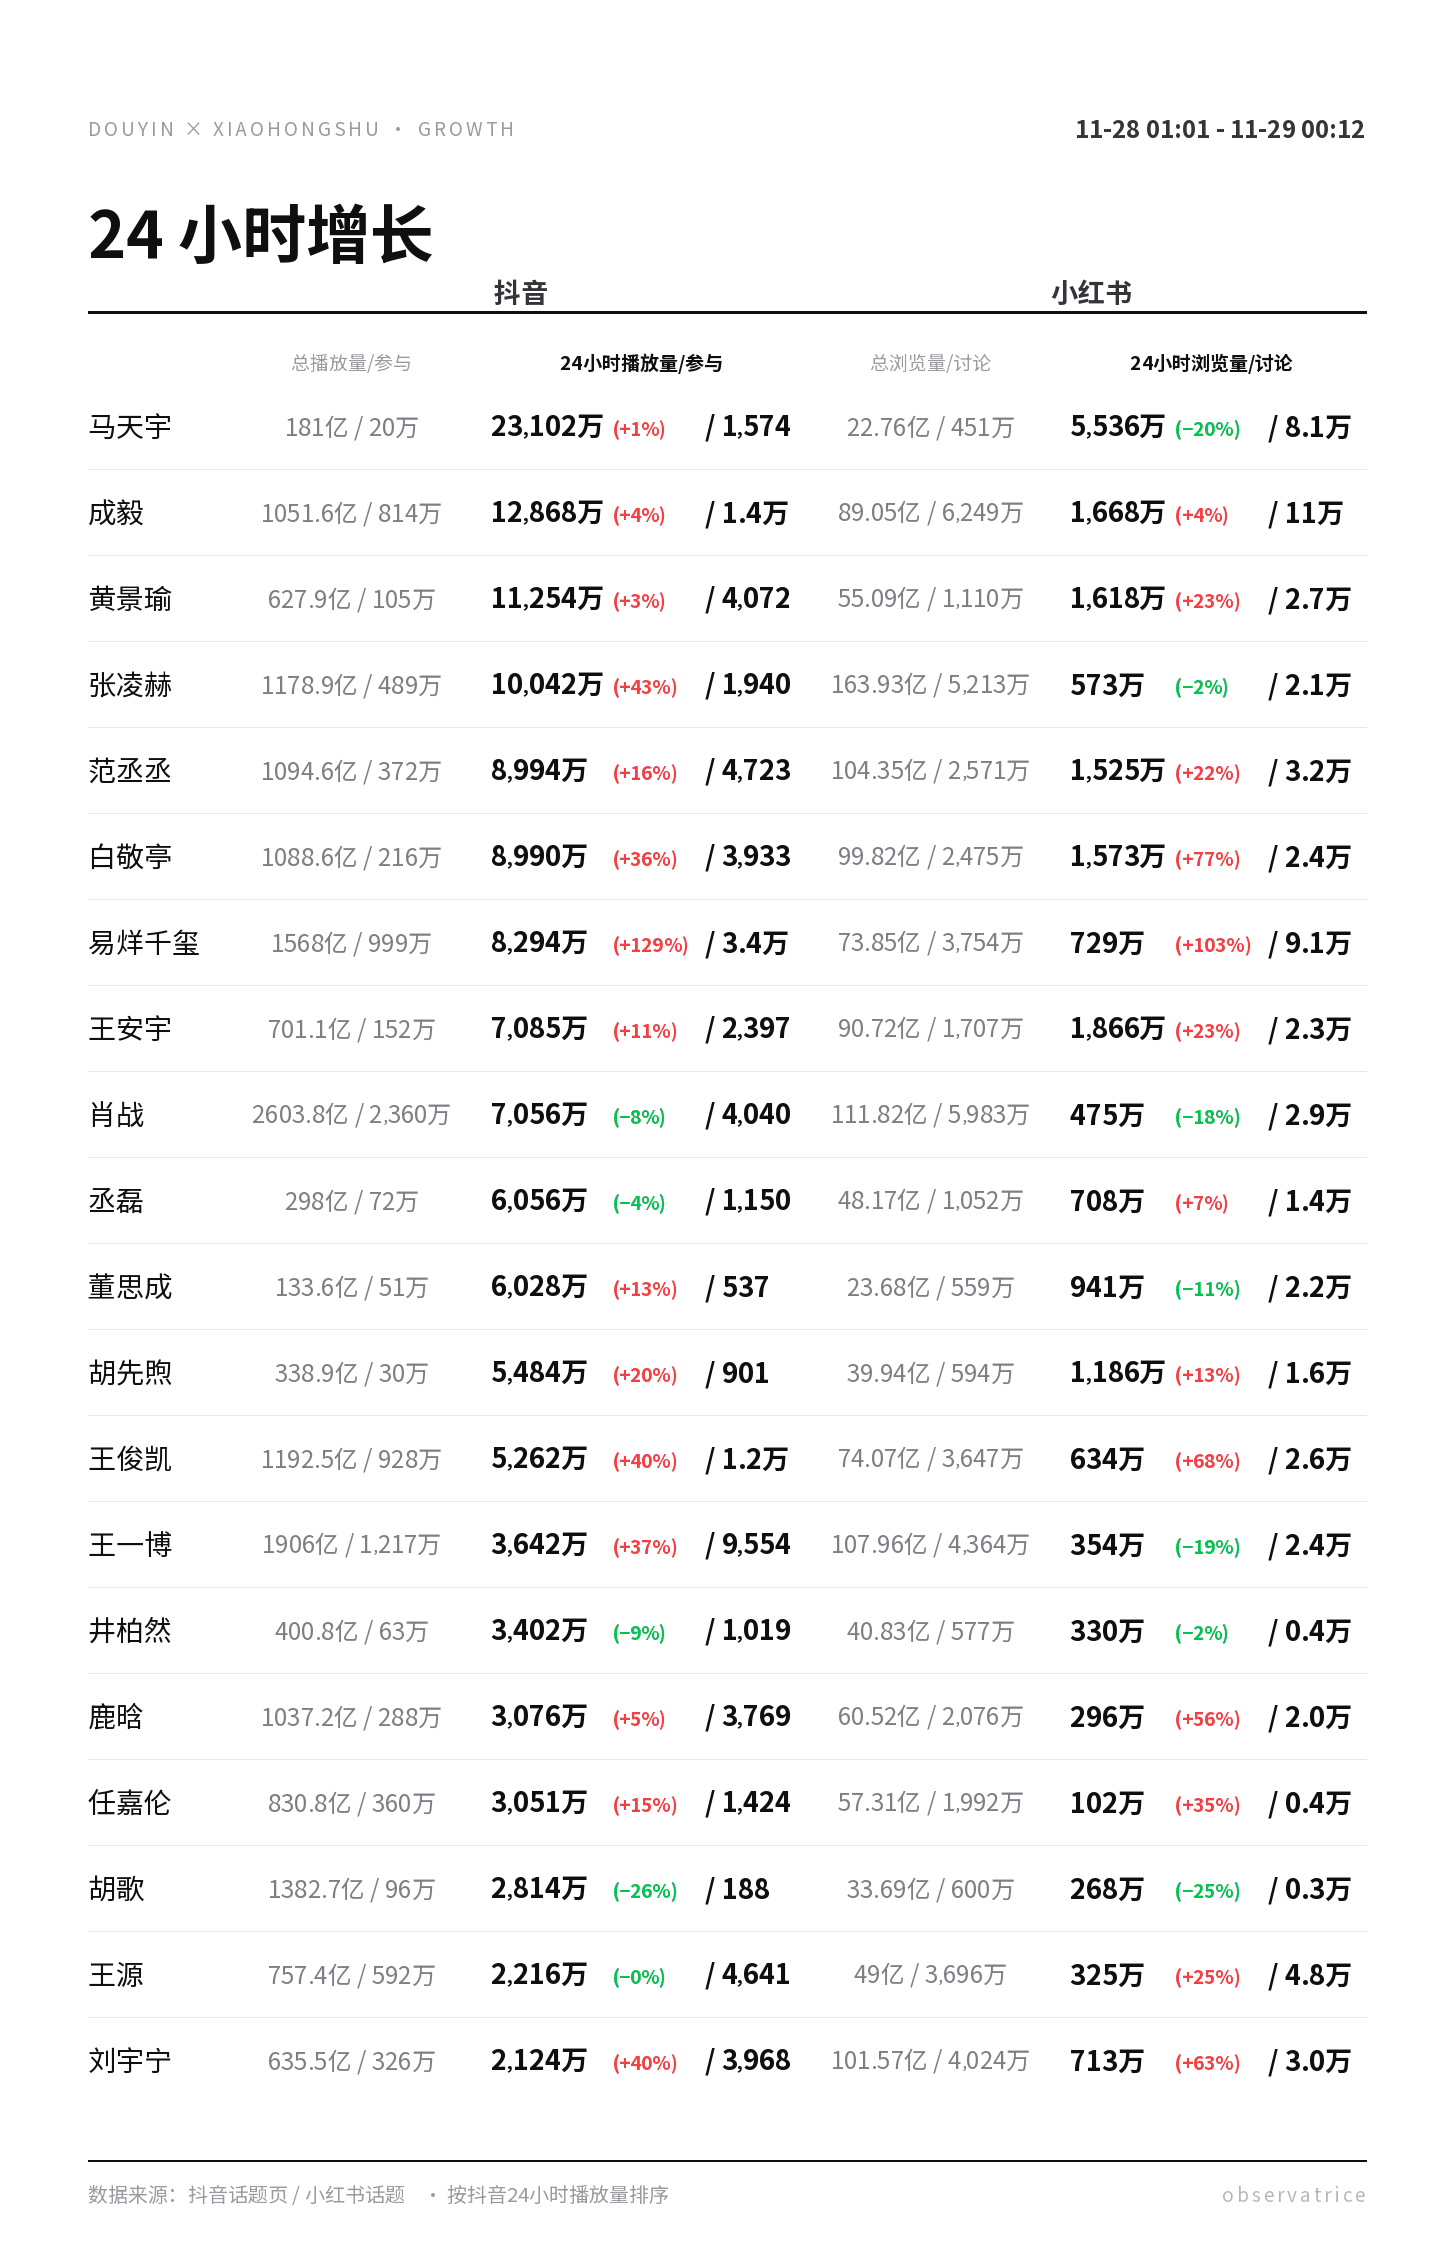 DOUYIN × XIAOHONGSHU · GROWTH 11-28 01:01 - 11-29 00:12
24 小时增长
抖音 小红书
总播放量/参与 24小时播放量/参与 总浏览量/讨论 24小时浏览量/讨论
马天宇 181亿 / 20万 23,102万 (+1%) / 1,574 22.76亿 / 451万 5,536万 (−20%) / 8.1万
成毅 1051.6亿 / 814万 12,868万 (+4%) / 1.4万 89.05亿 / 6,249万 1,668万 (+4%) / 11万
黄景瑜 627.9亿 / 105万 11,254万 (+3%) / 4,072 55.09亿 / 1,110万 1,618万 (+23%) / 2.7万
张凌赫 1178.9亿 / 489万 10,042万 (+43%) / 1,940 163.93亿 / 5,213万 573万 (−2%) / 2.1万
范丞丞 1094.6亿 / 372万 8,994万 (+16%) / 4,723 104.35亿 / 2,571万 1,525万 (+22%) / 3.2万
白敬亭 1088.6亿 / 216万 8,990万 (+36%) / 3,933 99.82亿 / 2,475万 1,573万 (+77%) / 2.4万
易烊千玺 1568亿 / 999万 8,294万 (+129%) / 3.4万 73.85亿 / 3,754万 729万 (+103%) / 9.1万
王安宇 701.1亿 / 152万 7,085万 (+11%) / 2,397 90.72亿 / 1,707万 1,866万 (+23%) / 2.3万
肖战 2603.8亿 / 2,360万 7,056万 (−8%) / 4,040 111.82亿 / 5,983万 475万 (−18%) / 2.9万
丞磊 298亿 / 72万 6,056万 (−4%) / 1,150 48.17亿 / 1,052万 708万 (+7%) / 1.4万
董思成 133.6亿 / 51万 6,028万 (+13%) / 537 23.68亿 / 559万 941万 (−11%) / 2.2万
胡先煦 338.9亿 / 30万 5,484万 (+20%) / 901 39.94亿 / 594万 1,186万 (+13%) / 1.6万
王俊凯 1192.5亿 / 928万 5,262万 (+40%) / 1.2万 74.07亿 / 3,647万 634万 (+68%) / 2.6万
王一博 1906亿 / 1,217万 3,642万 (+37%) / 9,554 107.96亿 / 4,364万 354万 (−19%) / 2.4万
井柏然 400.8亿 / 63万 3,402万 (−9%) / 1,019 40.83亿 / 577万 330万 (−2%) / 0.4万
鹿晗 1037.2亿 / 288万 3,076万 (+5%) / 3,769 60.52亿 / 2,076万 296万 (+56%) / 2.0万
任嘉伦 830.8亿 / 360万 3,051万 (+15%) / 1,424 57.31亿 / 1,992万 102万 (+35%) / 0.4万
胡歌 1382.7亿 / 96万 2,814万 (−26%) / 188 33.69亿 / 600万 268万 (−25%) / 0.3万
王源 757.4亿 / 592万 2,216万 (−0%) / 4,641 49亿 / 3,696万 325万 (+25%) / 4.8万
刘宇宁 635.5亿 / 326万 2,124万 (+40%) / 3,968 101.57亿 / 4,024万 713万 (+63%) / 3.0万
数据来源：抖音话题页 / 小红书话题 · 按抖音24小时播放量排序 observatrice